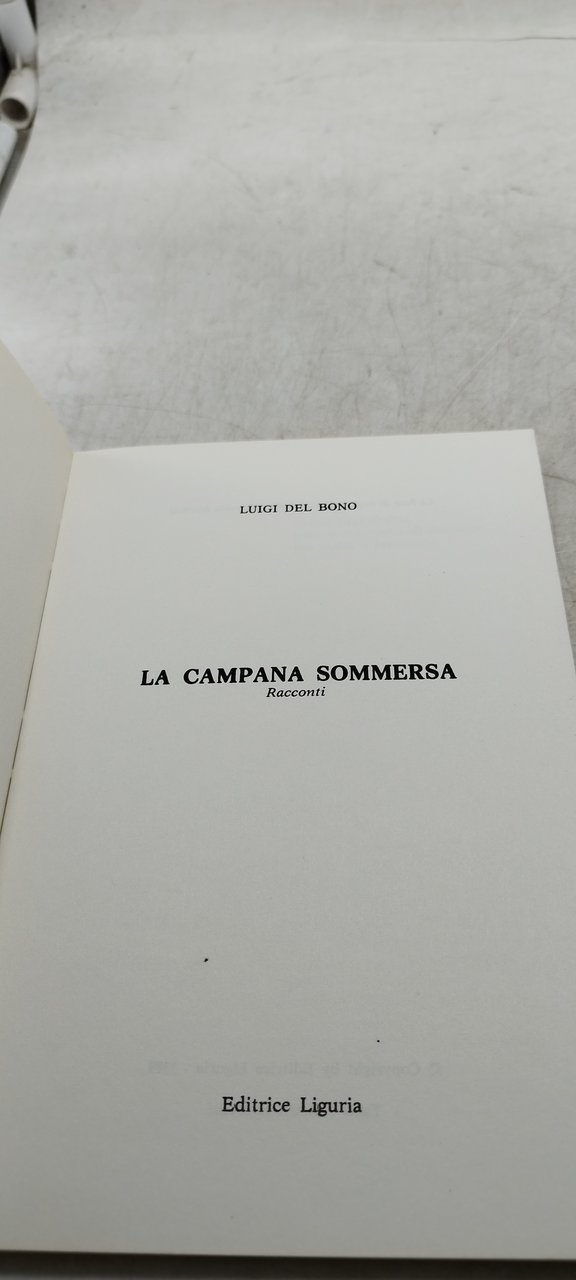 LUIGI DEL BONO
LA CAMPANA SOMMERSA
Racconti
Editrice Liguria